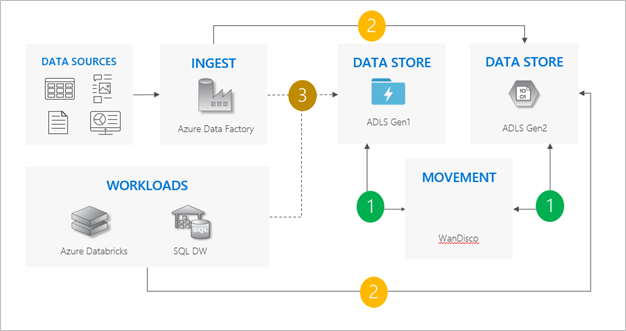 2
DATA SOURCES
INGEST
Azure Data Factory
3
DATA STORE
ADLS Gen1
DATA STORE
10
01
ADLS Gen2
WORKLOADS
Azure Databricks
SQL
SQL DW
1
MOVEMENT
WanDisco
1
2